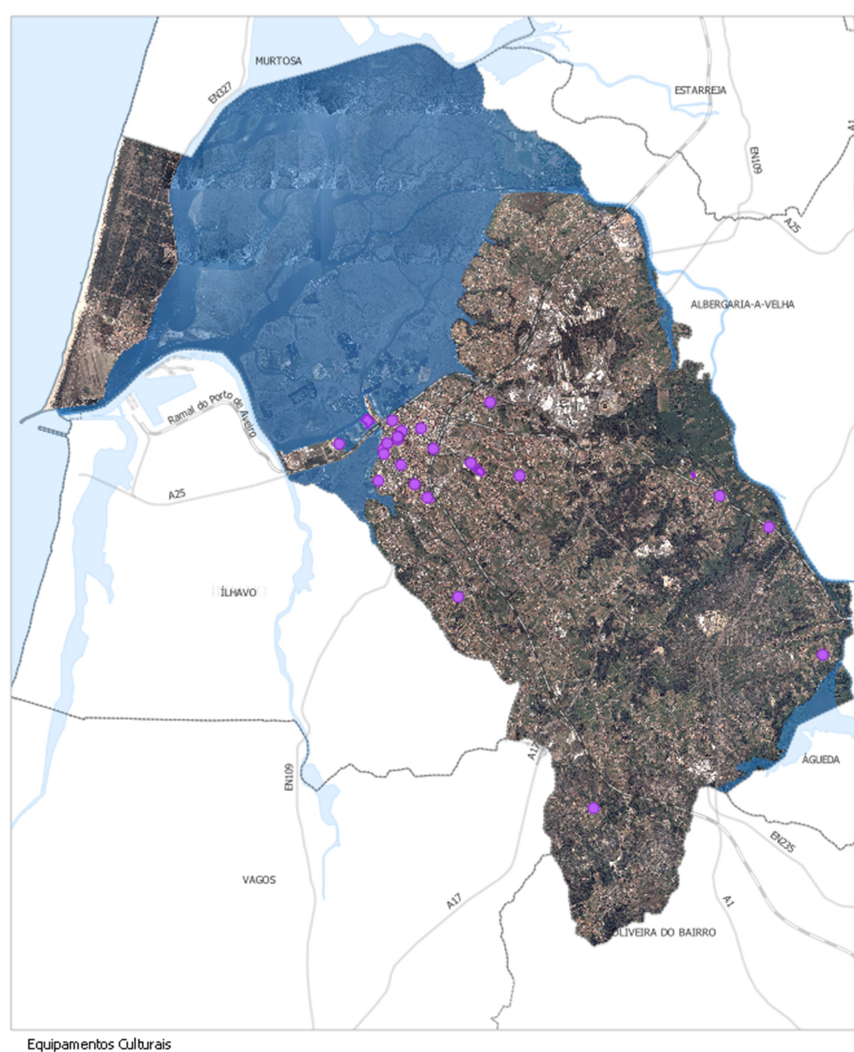 MURTOSA
EN327
ESTARREJA
A1
EN109
A25
ALBERGARIA-A-VELHA
Ramal do Porto de Aveiro
A25
ÍLHAVO
ÁGUEDA
EN109
EN235
VAGOS
A17
A1
OLIVEIRA DO BAIRRO
Equipamentos Culturais